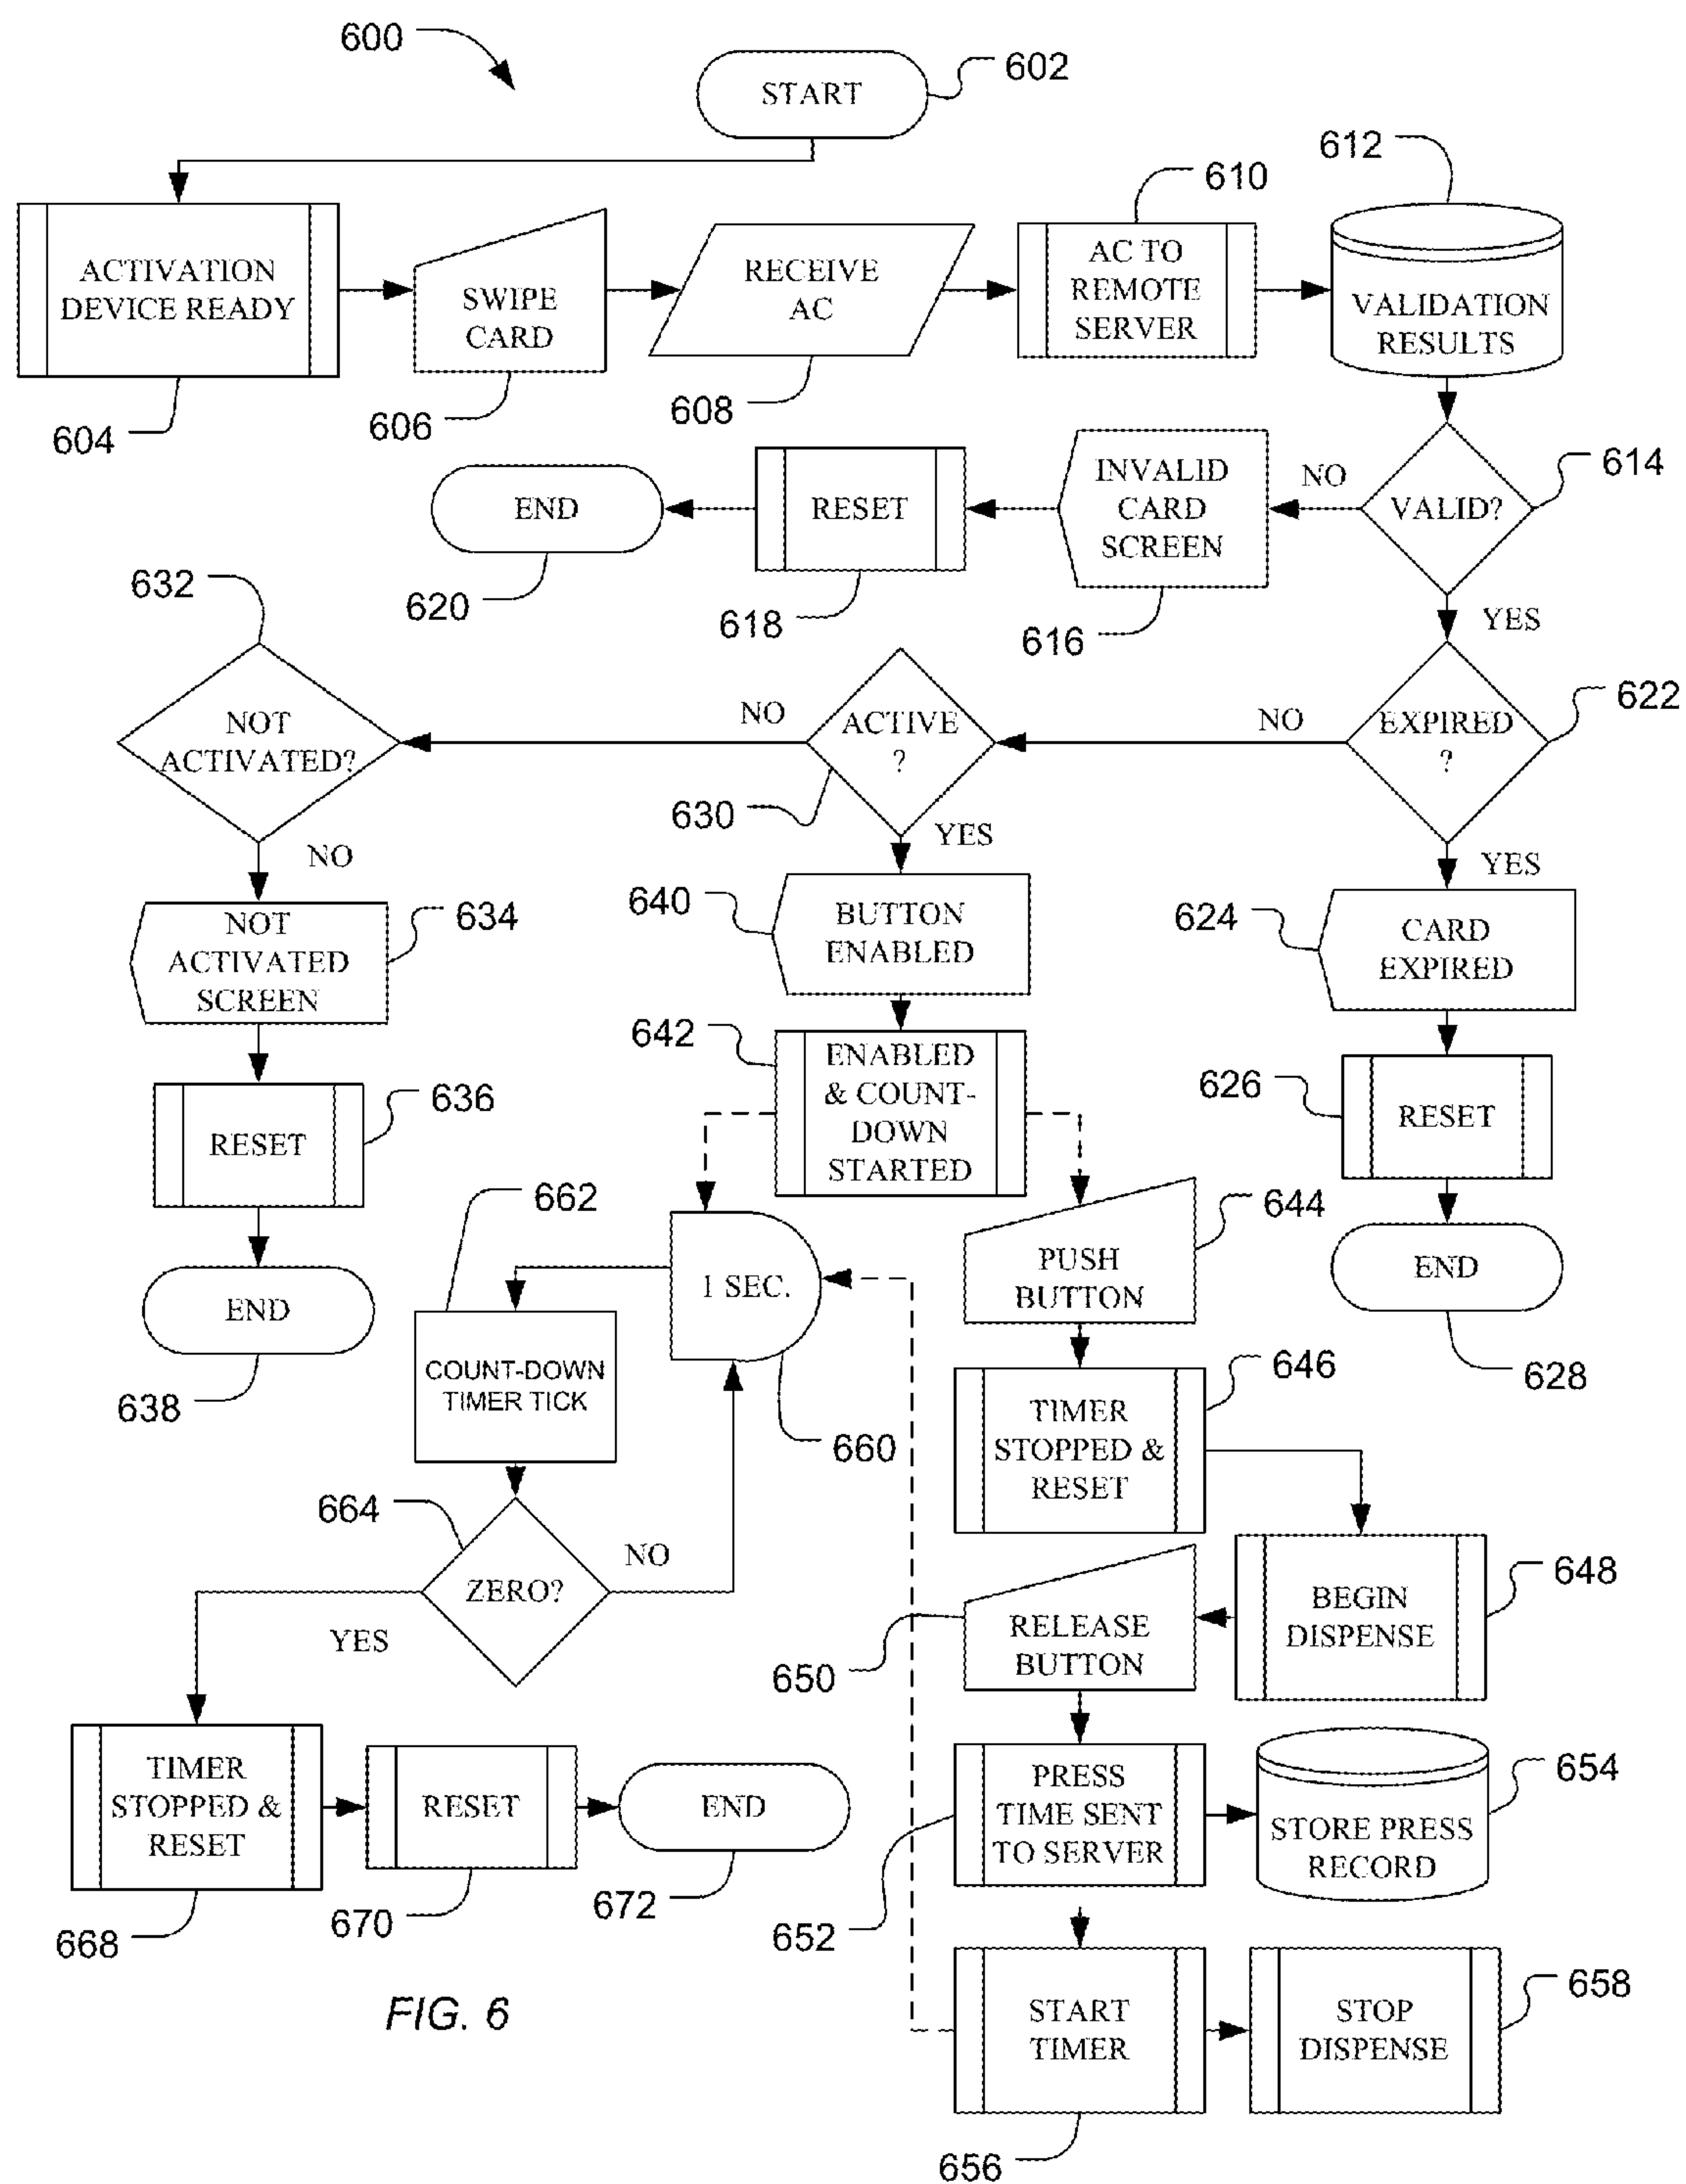 600
START
602
612
610
ACTIVATION
DEVICE READY
SWIPE
CARD
RECEIVE
AC
AC TO
REMOTE
SERVER
VALIDATION
RESULTS
604
606
608
END
RESET
INVALID
CARD
SCREEN
NO
VALID?
614
620
618
616
YES
632
NOT
ACTIVATED?
NO
ACTIVE
?
NO
EXPIRED
?
622
630
NO
YES
YES
NOT
ACTIVATED
SCREEN
634
640
BUTTON
ENABLED
624
CARD
EXPIRED
642
ENABLED
& COUNT-
DOWN
STARTED
RESET
636
626
RESET
662
1 SEC.
PUSH
BUTTON
644
END
END
638
628
COUNT-DOWN
TIMER TICK
660
TIMER
STOPPED &
RESET
646
664
ZERO?
NO
YES
BEGIN
DISPENSE
648
650
RELEASE
BUTTON
TIMER
STOPPED &
RESET
RESET
END
PRESS
TIME SENT
TO SERVER
STORE PRESS
RECORD
654
668
670
672
652
START
TIMER
STOP
DISPENSE
658
656
FIG. 6